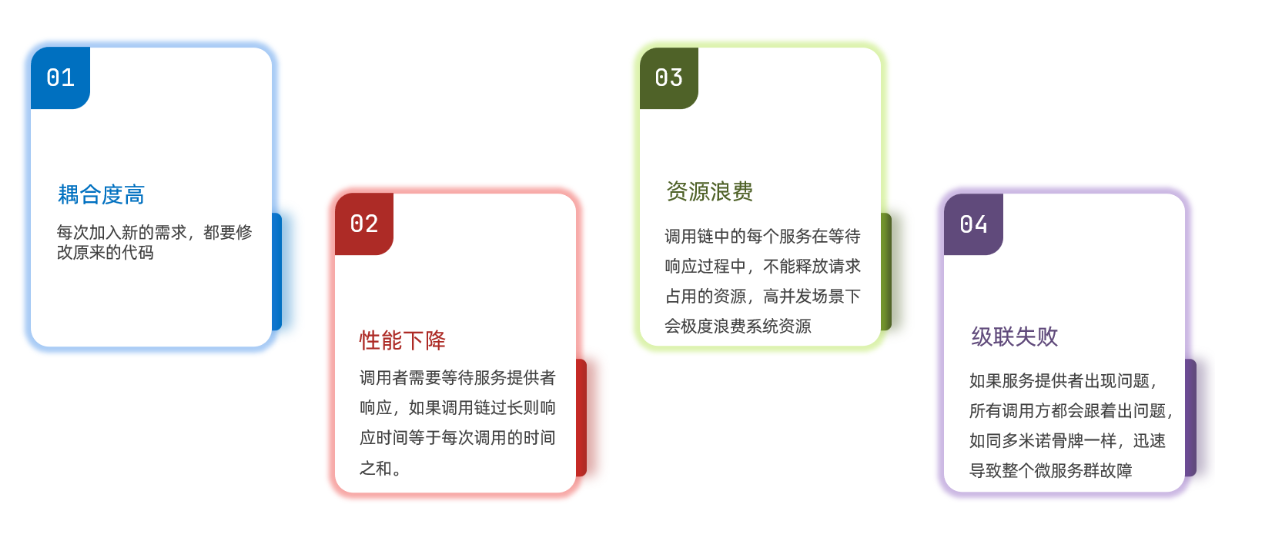 01
耦合度高
每次加入新的需求，都要修
改原来的代码
02
性能下降
调用者需要等待服务提供者
响应，如果调用链过长则响
应时间等于每次调用的时间
之和。
03
资源浪费
调用链中的每个服务在等待
响应过程中，不能释放请求
占用的资源，高并发场景下
会极度浪费系统资源
04
级联失败
如果服务提供者出现问题，
所有调用方都会跟着出问题，
如同多米诺骨牌一样，迅速
导致整个微服务群故障